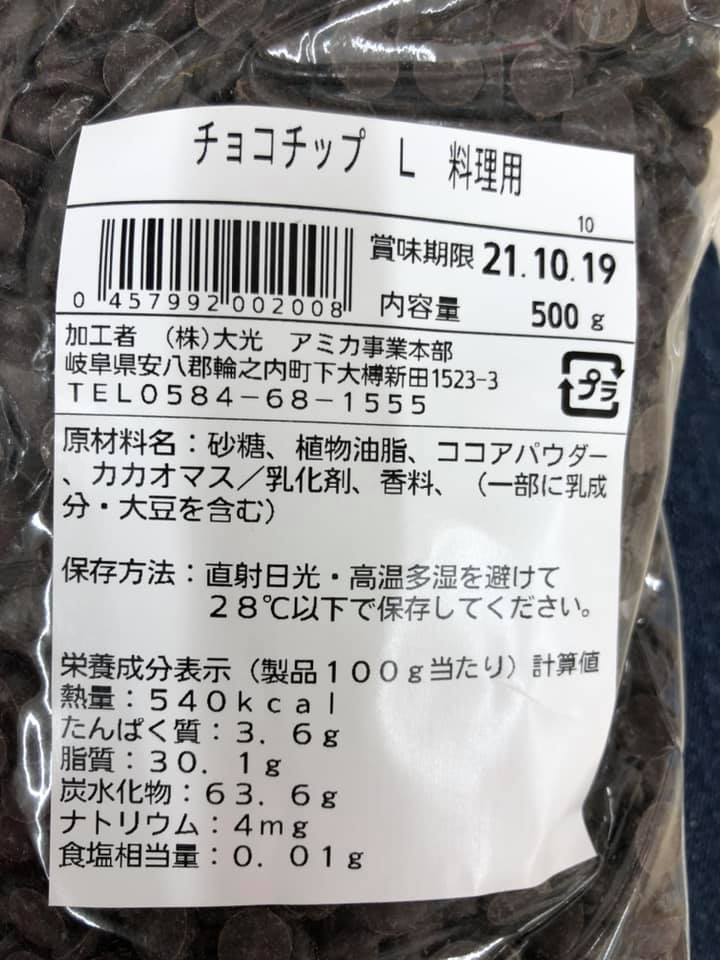 チョコチップ L 料理用
10
賞味期限 21.10.19
0 457992 002008
内容量 500g
加工者 (株)大光 アミカ事業本部
岐阜県安八郡輪之内町下大榑新田1523-3
TEL0584-68-1555
プラ
原材料名:砂糖、植物油脂、ココアパウダー
、カカオマス/乳化剤、香料、(一部に乳成
分・大豆を含む)
保存方法:直射日光・高温多湿を避けて
28℃以下で保存してください。
栄養成分表示(製品100g当たり)計算値
熱量:540kcal
たんぱく質:3.6g
脂質:30.1g
炭水化物:63.6g
ナトリウム:4mg
食塩相当量:0.01g